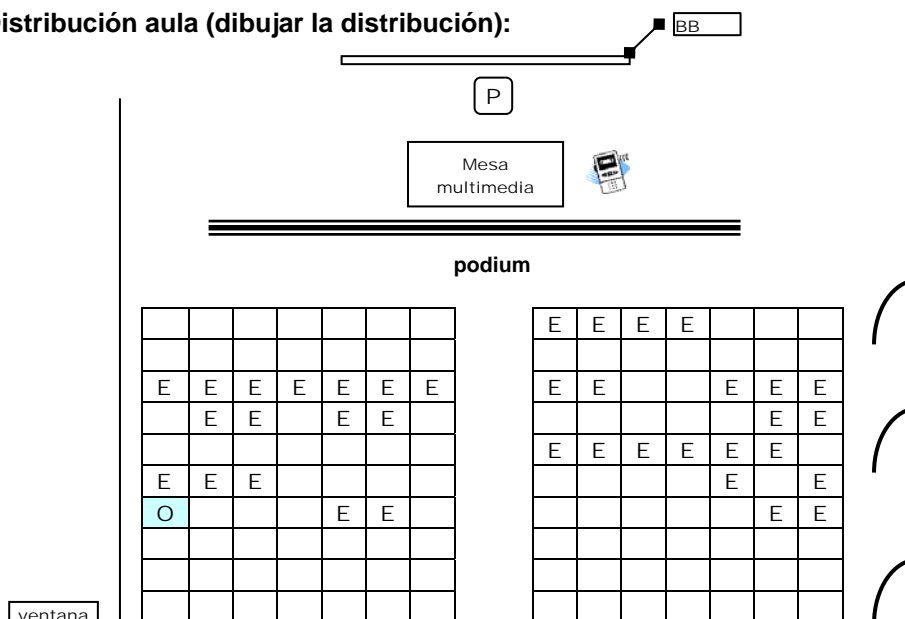 istribución aula (dibujar la distribución):
BB
P
Mesa
multimedia
podium
E E E E
E E E E E E E E E E E E
E E E E E E
E E E E E E
E E E E E
O E E E E
ventana